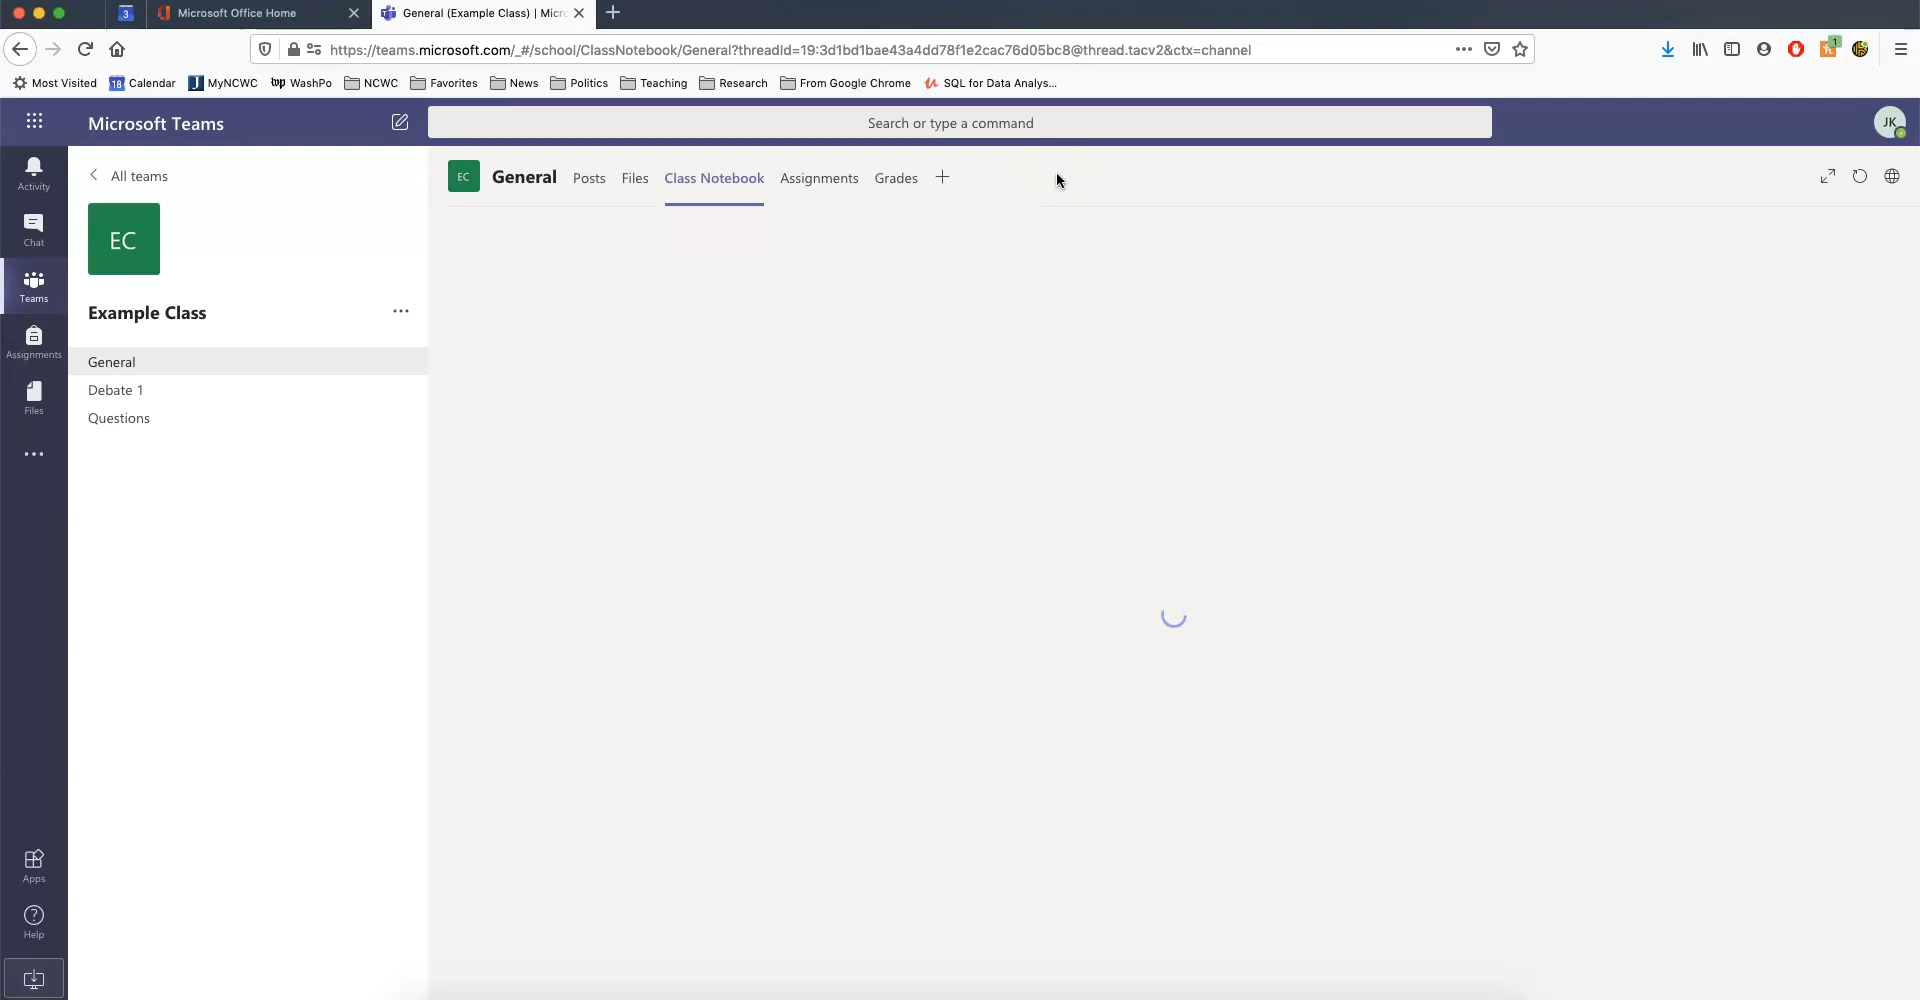 3
Microsoft Office Home
General (Example Class) | Micr
https://teams.microsoft.com/_#/school/ClassNotebook/General?threadId=19:3d1bd1bae43a4dd78f1e2cac76d05bc8@thread.tacv2&ctx=channel
1
Most Visited
18 Calendar
MyNCWC
wp WashPo
NCWC
Favorites
News
Politics
Teaching
Research
From Google Chrome
SQL for Data Analys...
Microsoft Teams
Search or type a command
JK
Activity
Chat
Teams
Assignments
Files
Apps
Help
All teams
EC
Example Class
General
Debate 1
Questions
EC
General
Posts
Files
Class Notebook
Assignments
Grades